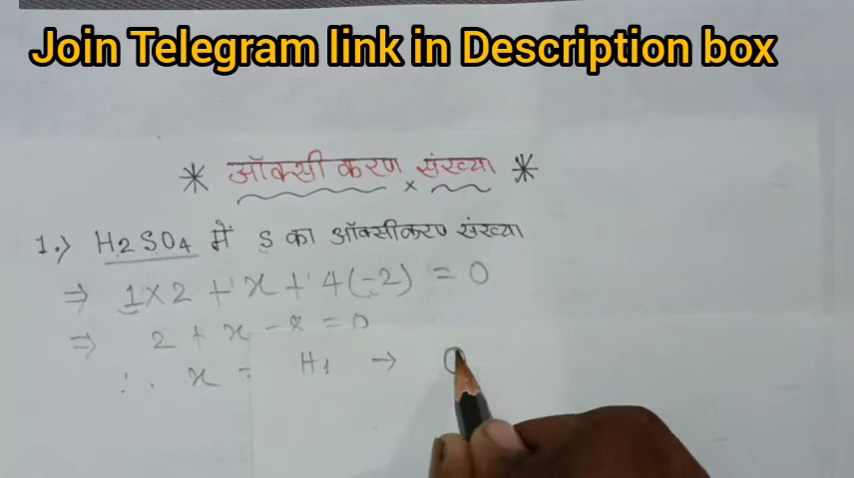 Join Telegram link in Description box
* ऑक्सीकरण संख्या *
×
1.) H2SO4 में S का ऑक्सीकरण संख्या
⇒ 1×2 + x + 4(-2) = 0
⇒ 2 + x - 8 = 0
∴ x =
H1 → 0